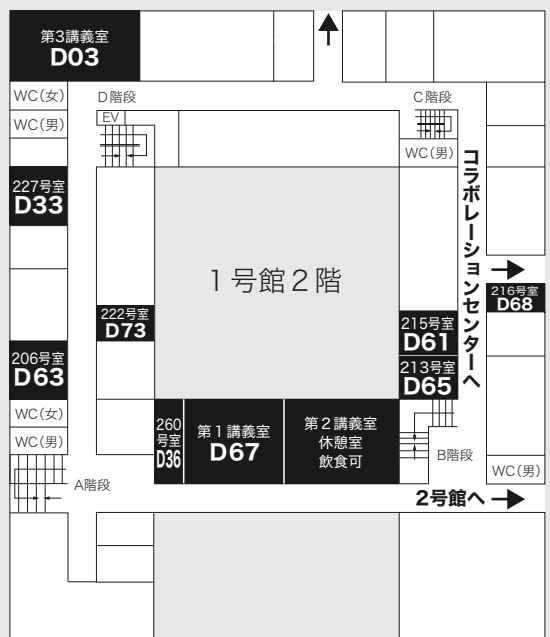 第3講義室
D03
WC(女)
D階段
C階段
EV
WC(男)
WC(男)
コラボレーションセンターへ
227号室
D33
1号館2階
216号室
D68
222号室
D73
215号室
D61
206号室
D63
213号室
D65
WC(女)
260
号室
D36
第1講義室
D67
第2講義室
休憩室
飲食可
WC(男)
B階段
WC(男)
A階段
2号館へ